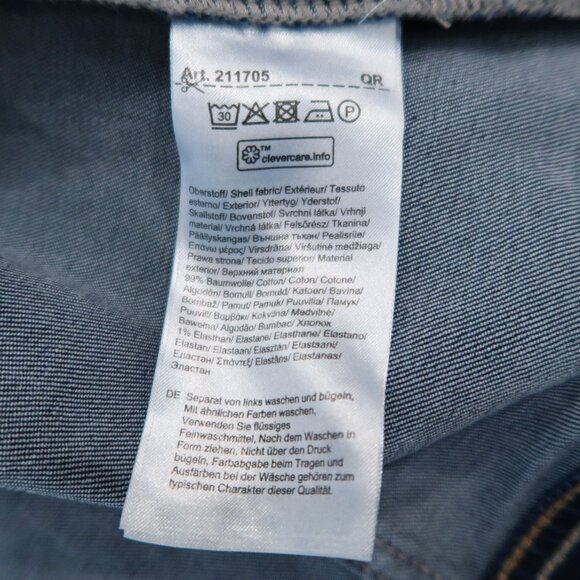 Art. 211705 QR
30 P
TM
clevercare.info
Oberstoff/ Shell fabric/ Extérieur/ Tessuto
esterno/ Exterior/ Yttertyg/ Yderstof/
Skallstoff/ Bovenstof/ Svrchní látka/ Vrhnji
material/ Vrchná látka/ Felsőrész/ Tkanina/
Päällyskangas/ Външна тъкан/ Pealisriie/
Επάνω μέρος/ Virsdrāna/ Viršutinė medžiaga/
Prawa strona/ Tecido superior/ Material
exterior/ Верхний материал
99% Baumwolle/ Cotton/ Coton/ Cotone/
Algodón/ Bomull/ Bomuld/ Katoen/ Bavlna/
Bombaž/ Pamut/ Pamuk/ Puuvilla/ Памук/
Puuvill/ Βαμβάκι/ Kokvilna/ Medvilnė/
Bawełna/ Algodão/ Bumbac/ Хлопок
1% Elasthan/ Elastane/ Elasthane/ Elastano/
Elastan/ Elastaan/ Elasztán/ Elastaani/
Еластан/ Σπάντεξ/ Elastāns/ Elastanas/
Эластан
DE Separat von links waschen und bügeln,
Mit ähnlichen Farben waschen,
Verwenden Sie flüssiges
Feinwaschmittel, Nach dem Waschen in
Form ziehen, Nicht über den Druck
bügeln, Farbabgabe beim Tragen und
Ausfärben bei der Wäsche gehören zum
typischen Charakter dieser Qualität.